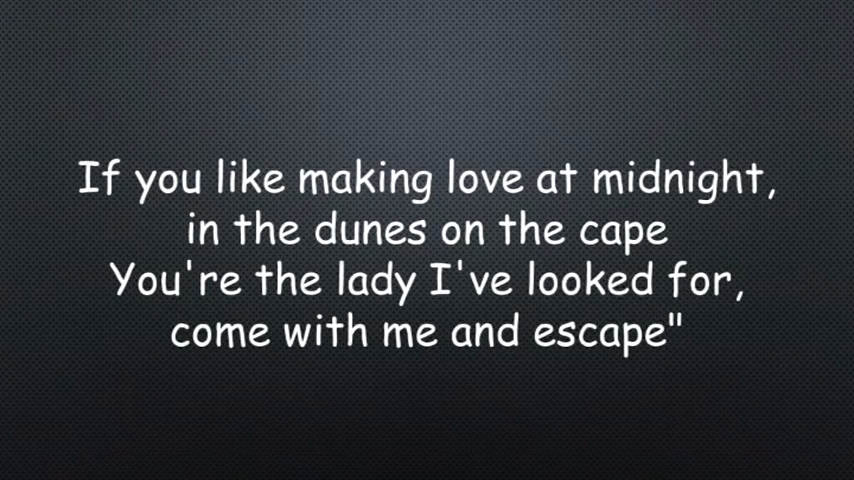 If you like making love at midnight,
in the dunes on the cape
You're the lady I've looked for,
come with me and escape"